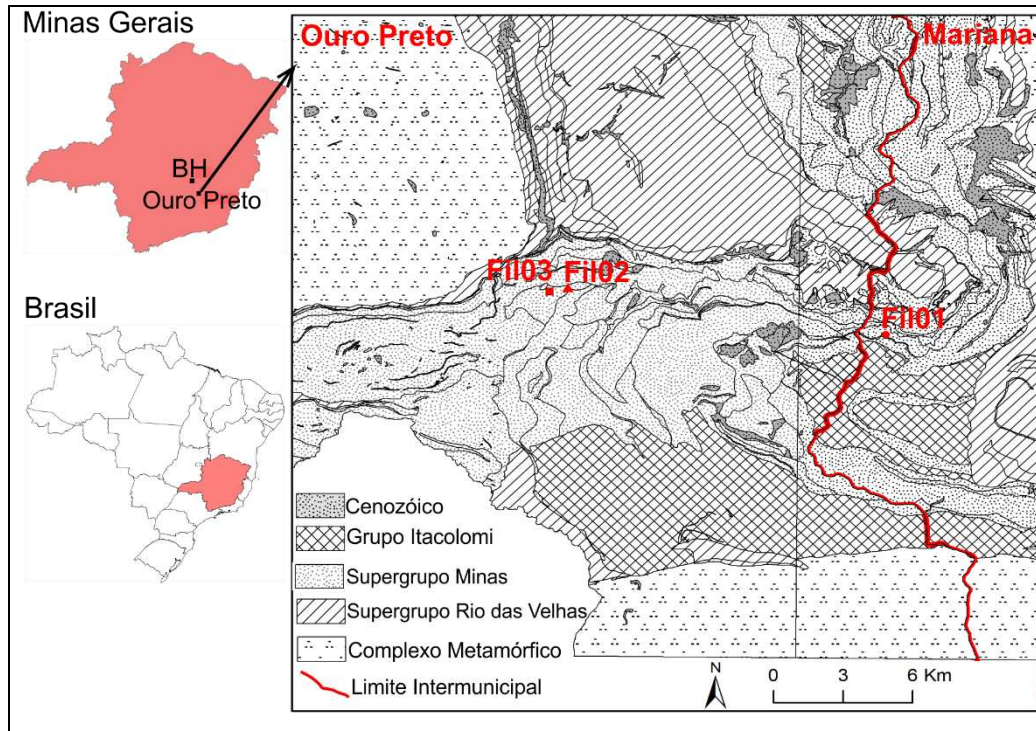 Minas Gerais
BH
Ouro Preto
Brasil
Ouro Preto
Mariana
Fil03
Fil02
Fil01
Cenozóico
Grupo Itacolomi
Supergrupo Minas
Supergrupo Rio das Velhas
Complexo Metamórfico
Limite Intermunicipal
N
0 3 6 Km